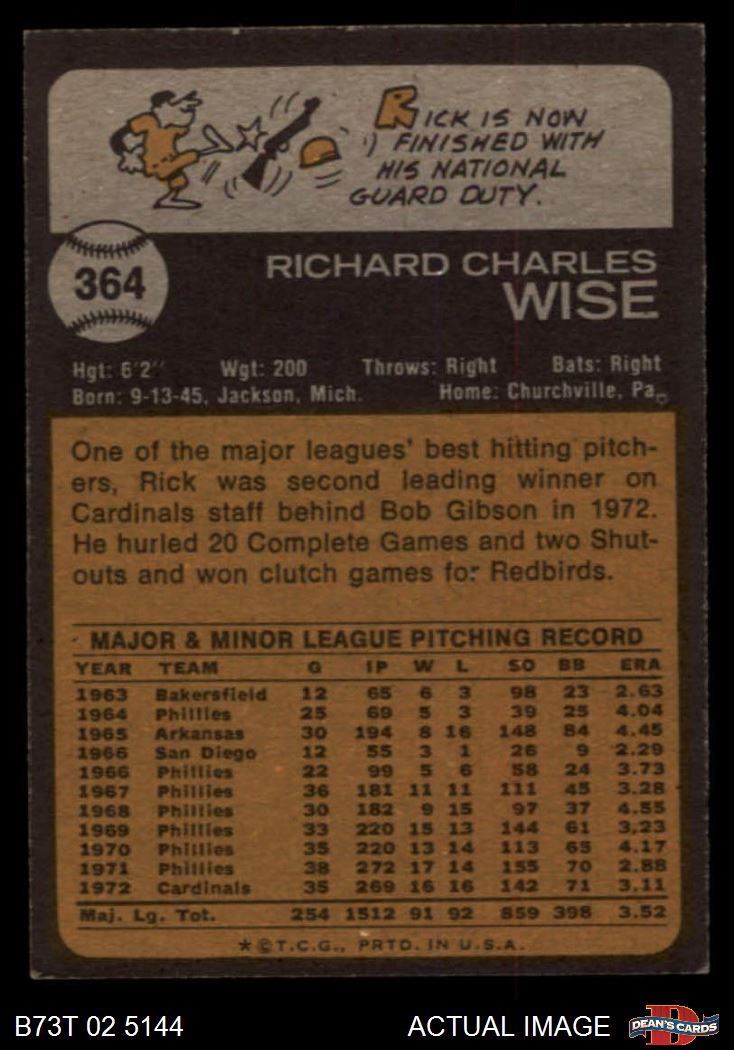 RICK IS NOW
FINISHED WITH
HIS NATIONAL
GUARD DUTY.
364
RICHARD CHARLES
WISE
Hgt: 6'2" Wgt: 200 Throws: Right Bats: Right
Born: 9-13-45, Jackson, Mich. Home: Churchville, Pa.
One of the major leagues' best hitting pitch-
ers, Rick was second leading winner on
Cardinals staff behind Bob Gibson in 1972.
He hurled 20 Complete Games and two Shut-
outs and won clutch games for Redbirds.
MAJOR & MINOR LEAGUE PITCHING RECORD
YEAR TEAM G IP W L SO BB ERA
1963 Bakersfield 12 65 6 3 98 23 2.63
1964 Phillies 25 69 5 3 39 25 4.04
1965 Arkansas 30 194 8 16 148 84 4.45
1966 San Diego 12 55 3 1 26 9 2.29
1966 Phillies 22 99 5 6 58 24 3.73
1967 Phillies 36 181 11 11 111 45 3.28
1968 Phillies 30 182 9 15 97 37 4.55
1969 Phillies 33 220 15 13 144 61 3.23
1970 Phillies 35 220 13 14 113 65 4.17
1971 Phillies 38 272 17 14 155 70 2.88
1972 Cardinals 35 269 16 16 142 71 3.11
Maj. Lg. Tot. 254 1512 91 92 859 398 3.52
*©T.C.G., PRTD. IN U.S.A.
B73T 02 5144 ACTUAL IMAGE DEAN'S CARDS